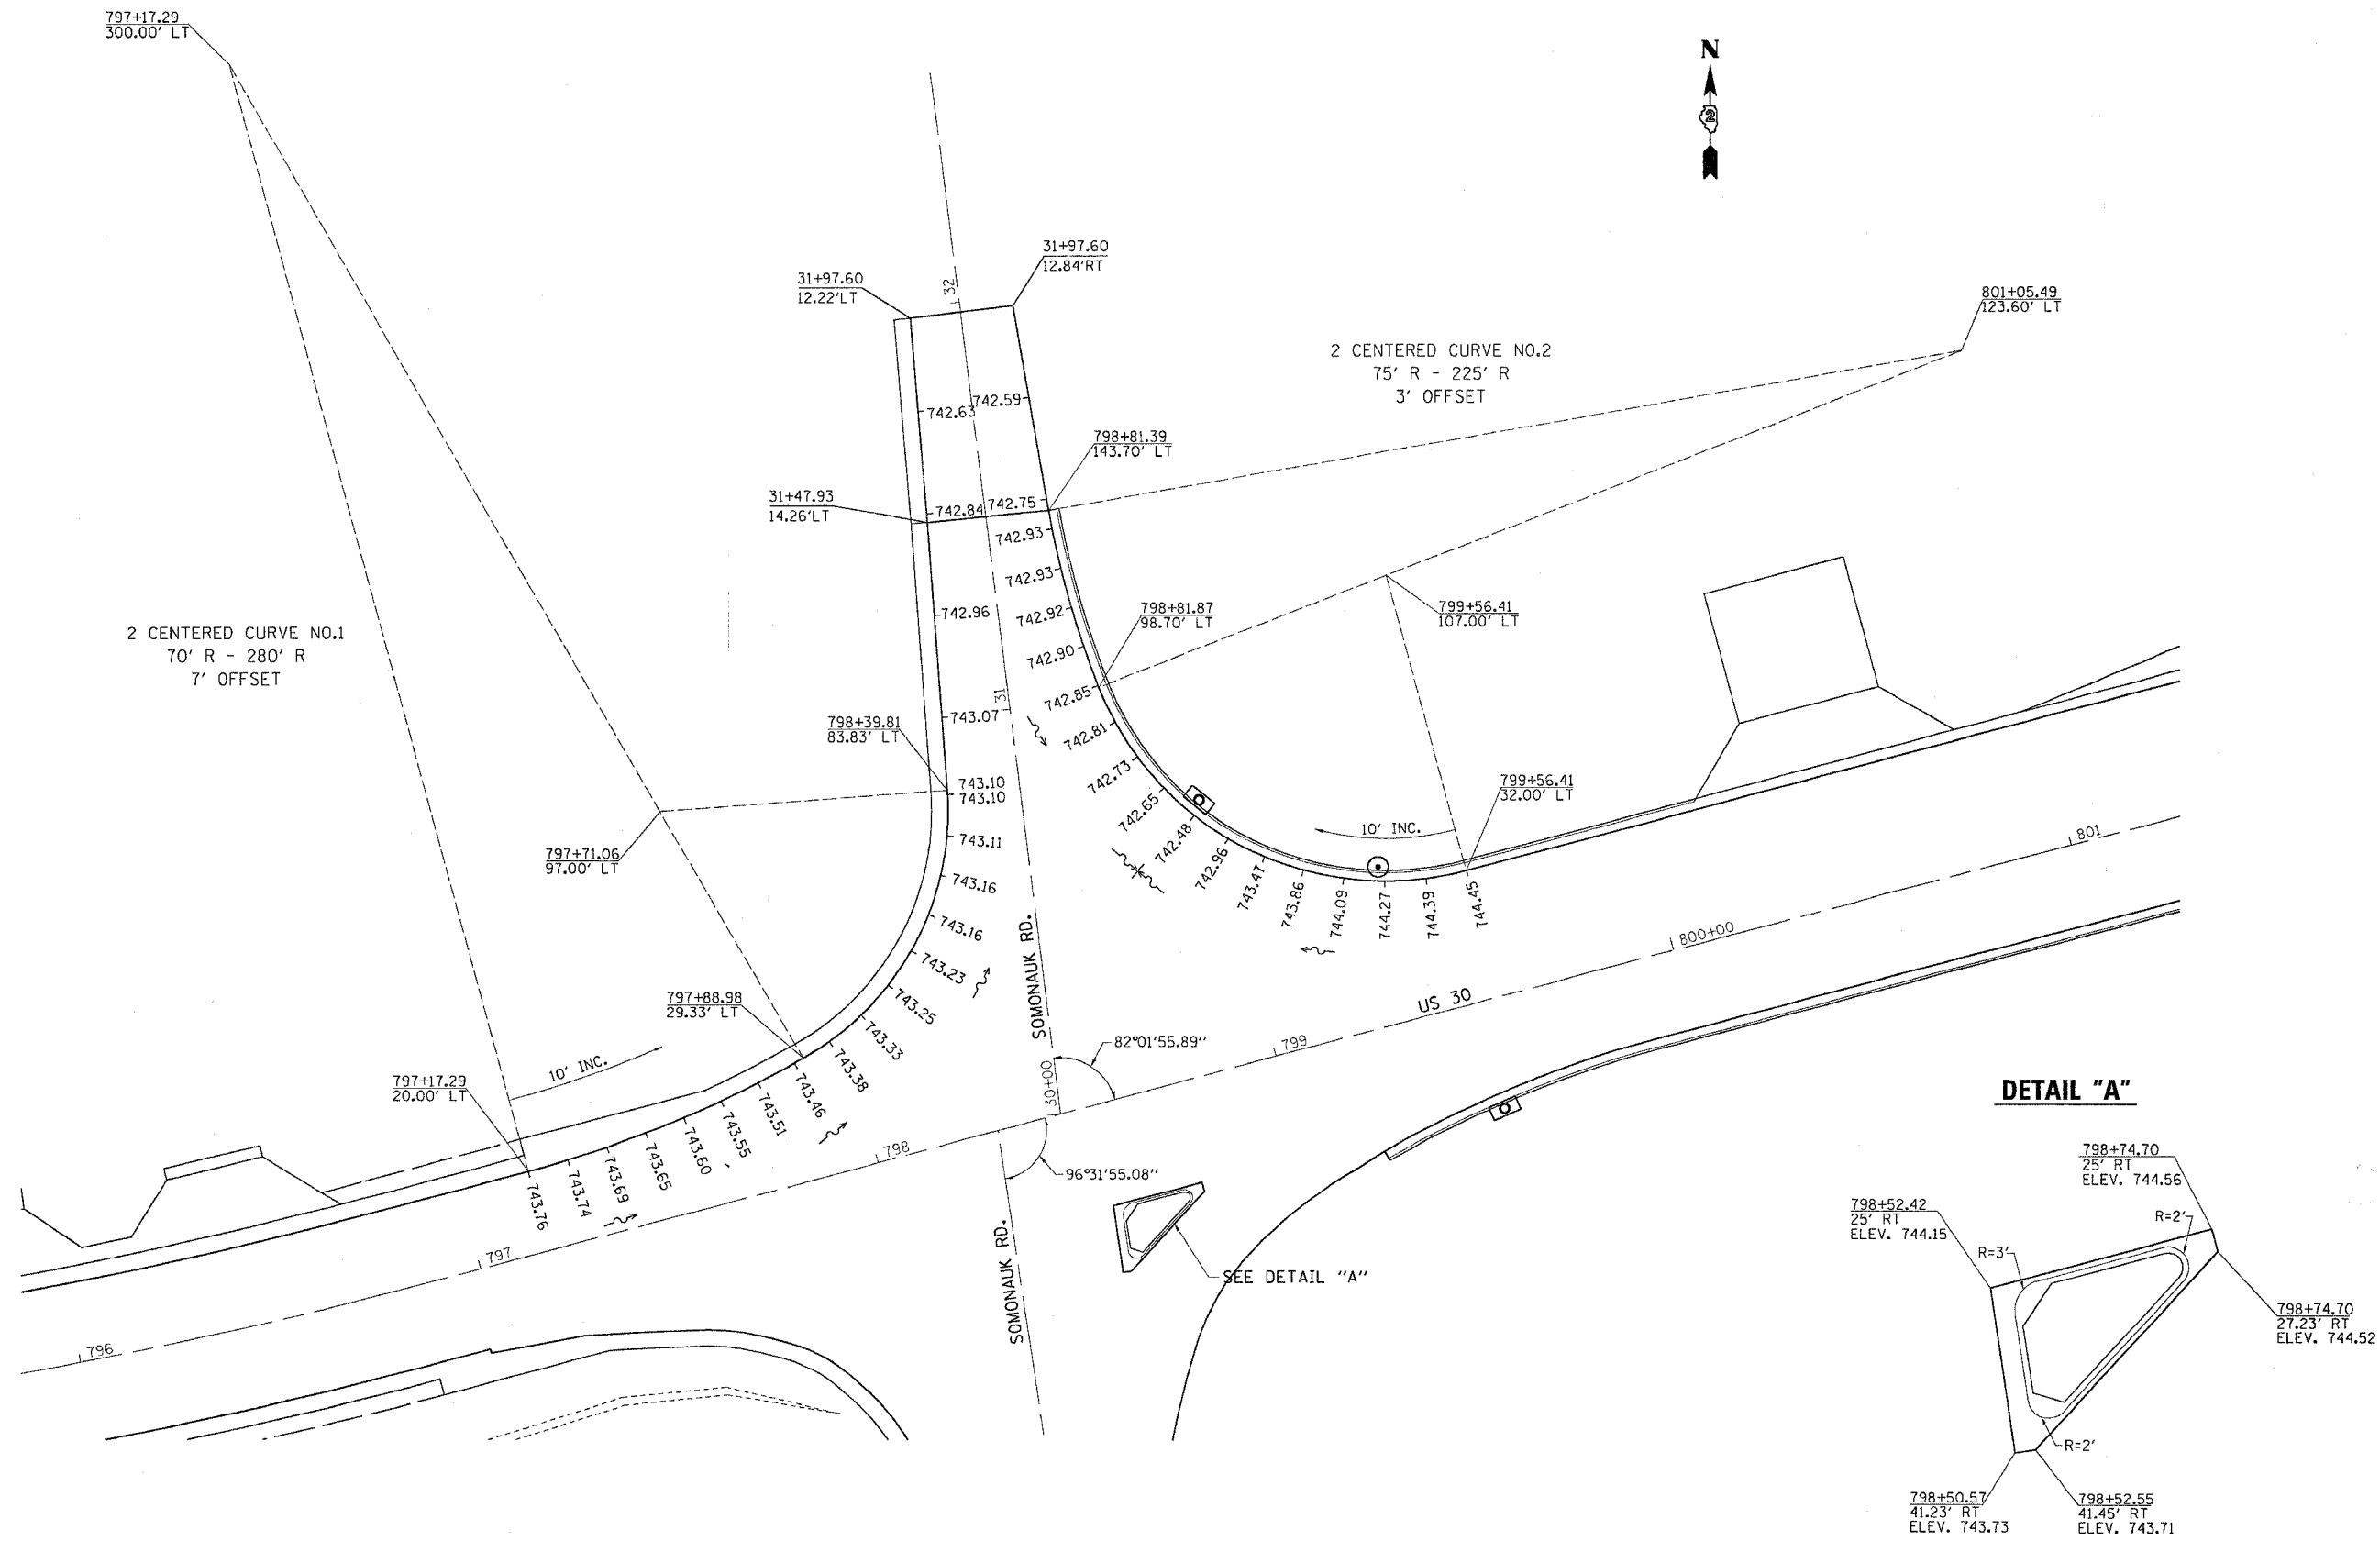 797+17.29
300.00' LT
N
2
31+97.60
12.84'RT
31+97.60
12.22'LT
32
801+05.49
123.60' LT
2 CENTERED CURVE NO.2
75' R - 225' R
3' OFFSET
742.63
742.59
798+81.39
143.70' LT
31+47.93
14.26'LT
742.84
742.75
742.93
742.93
742.92
742.90
742.85
742.81
742.73
742.65
742.48
742.96
743.47
743.86
744.09
744.27
744.39
744.45
742.96
798+81.87
98.70' LT
799+56.41
107.00' LT
2 CENTERED CURVE NO.1
70' R - 280' R
7' OFFSET
31
743.07
798+39.81
83.83' LT
743.10
743.10
743.11
743.16
743.16
743.23
743.25
743.33
743.38
743.46
743.51
743.55
743.60
743.65
743.69
743.74
743.76
799+56.41
32.00' LT
10' INC.
797+71.06
97.00' LT
801
800+00
US 30
SOMONAUK RD.
797+88.98
29.33' LT
82°01'55.89"
799
30+00
10' INC.
797+17.29
20.00' LT
798
96°31'55.08"
797
796
SOMONAUK RD.
SEE DETAIL "A"
DETAIL "A"
798+74.70
25' RT
ELEV. 744.56
798+52.42
25' RT
ELEV. 744.15
R=2'
R=3'
798+74.70
27.23' RT
ELEV. 744.52
R=2'
798+50.57
41.23' RT
ELEV. 743.73
798+52.55
41.45' RT
ELEV. 743.71